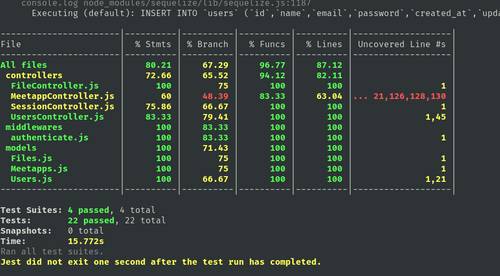 console.log node_modules/sequelize/lib/sequelize.js:1187
Executing (default): INSERT INTO `users` (`id`,`name`,`email`,`password`,`created_at`,
File | % Stmts | % Branch | % Funcs | % Lines | Uncovered Line #s |
All files | 80.21 | 67.29 | 96.77 | 87.12 | |
controllers | 72.66 | 65.52 | 94.12 | 82.11 | |
FileController.js | 100 | 75 | 100 | 100 | 1 |
MeetappController.js | 60 | 48.39 | 83.33 | 63.04 | ... 21,126,128,130 |
SessionController.js | 75.86 | 66.67 | 100 | 100 | 1 |
UsersController.js | 83.33 | 79.41 | 100 | 100 | 1,45 |
middlewares | 100 | 83.33 | 100 | 100 | |
authenticate.js | 100 | 83.33 | 100 | 100 | 1 |
models | 100 | 71.43 | 100 | 100 | |
Files.js | 100 | 75 | 100 | 100 | 1 |
Meetapps.js | 100 | 75 | 100 | 100 | 1 |
Users.js | 100 | 66.67 | 100 | 100 | 1,21 |
Test Suites: 4 passed, 4 total
Tests: 22 passed, 22 total
Snapshots: 0 total
Time: 15.772s
Ran all test suites.
Jest did not exit one second after the test run has completed.